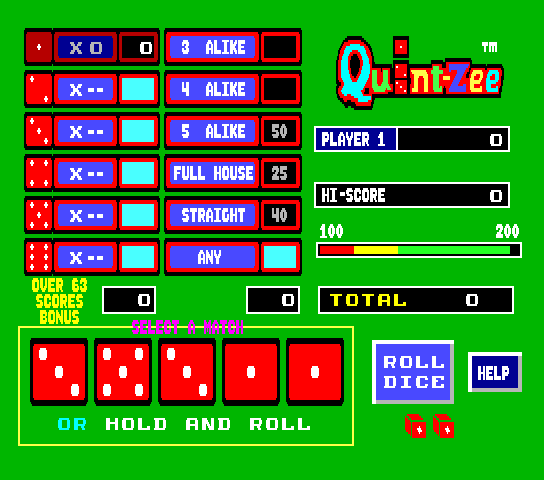 X 0 0 3 ALIKE
X -- 4 ALIKE
X -- 5 ALIKE 50
X -- FULL HOUSE 25
X -- STRAIGHT 40
X -- ANY
OVER 63
SCORES
BONUS
0 0
Quint-Zee TM
PLAYER 1 0
HI-SCORE 0
100 200
TOTAL 0
SELECT A MATCH
OR HOLD AND ROLL
ROLL
DICE
HELP